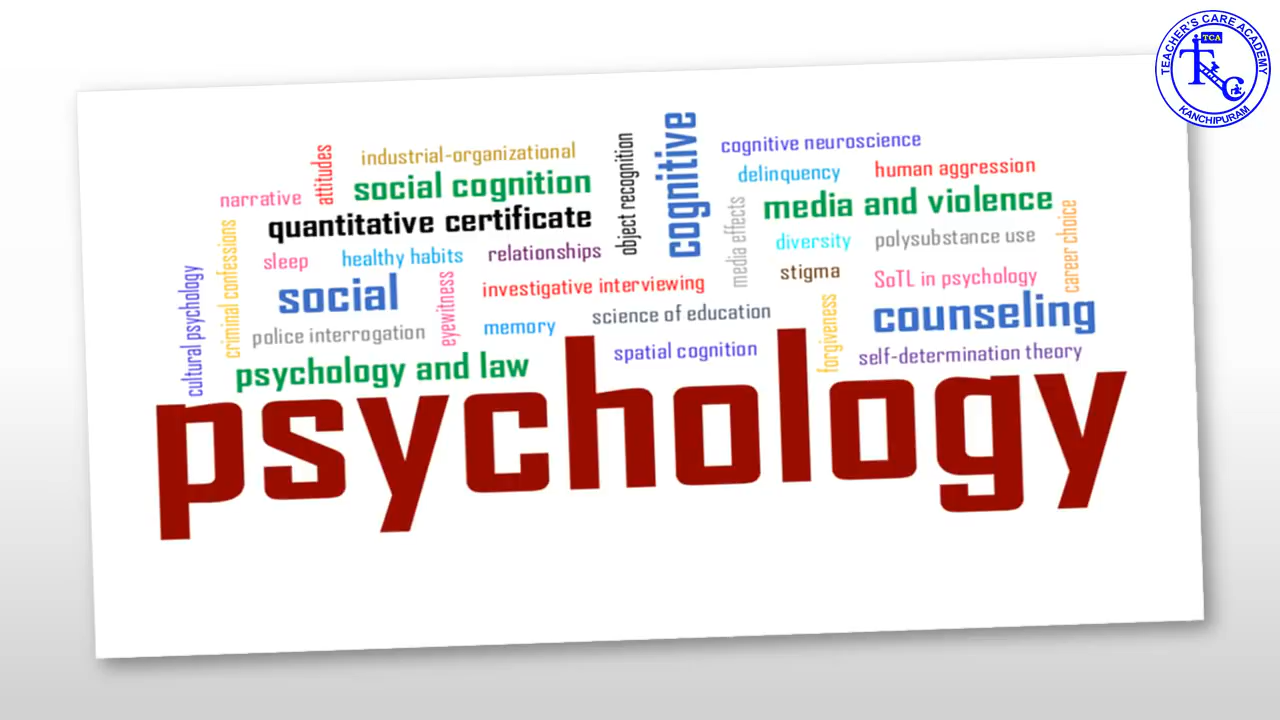 TEACHER'S CARE ACADEMY
TCA
KANCHIPURAM
cognitive
cognitive neuroscience
industrial-organizational
object recognition
attitudes
delinquency
human aggression
social cognition
narrative
media and violence
quantitative certificate
media effects
career choice
criminal confessions
diversity
polysubstance use
sleep
healthy habits
relationships
cultural psychology
stigma
SoTL in psychology
social
eyewitness
investigative interviewing
forgiveness
counseling
police interrogation
memory
science of education
psychology and law
spatial cognition
self-determination theory
psychology